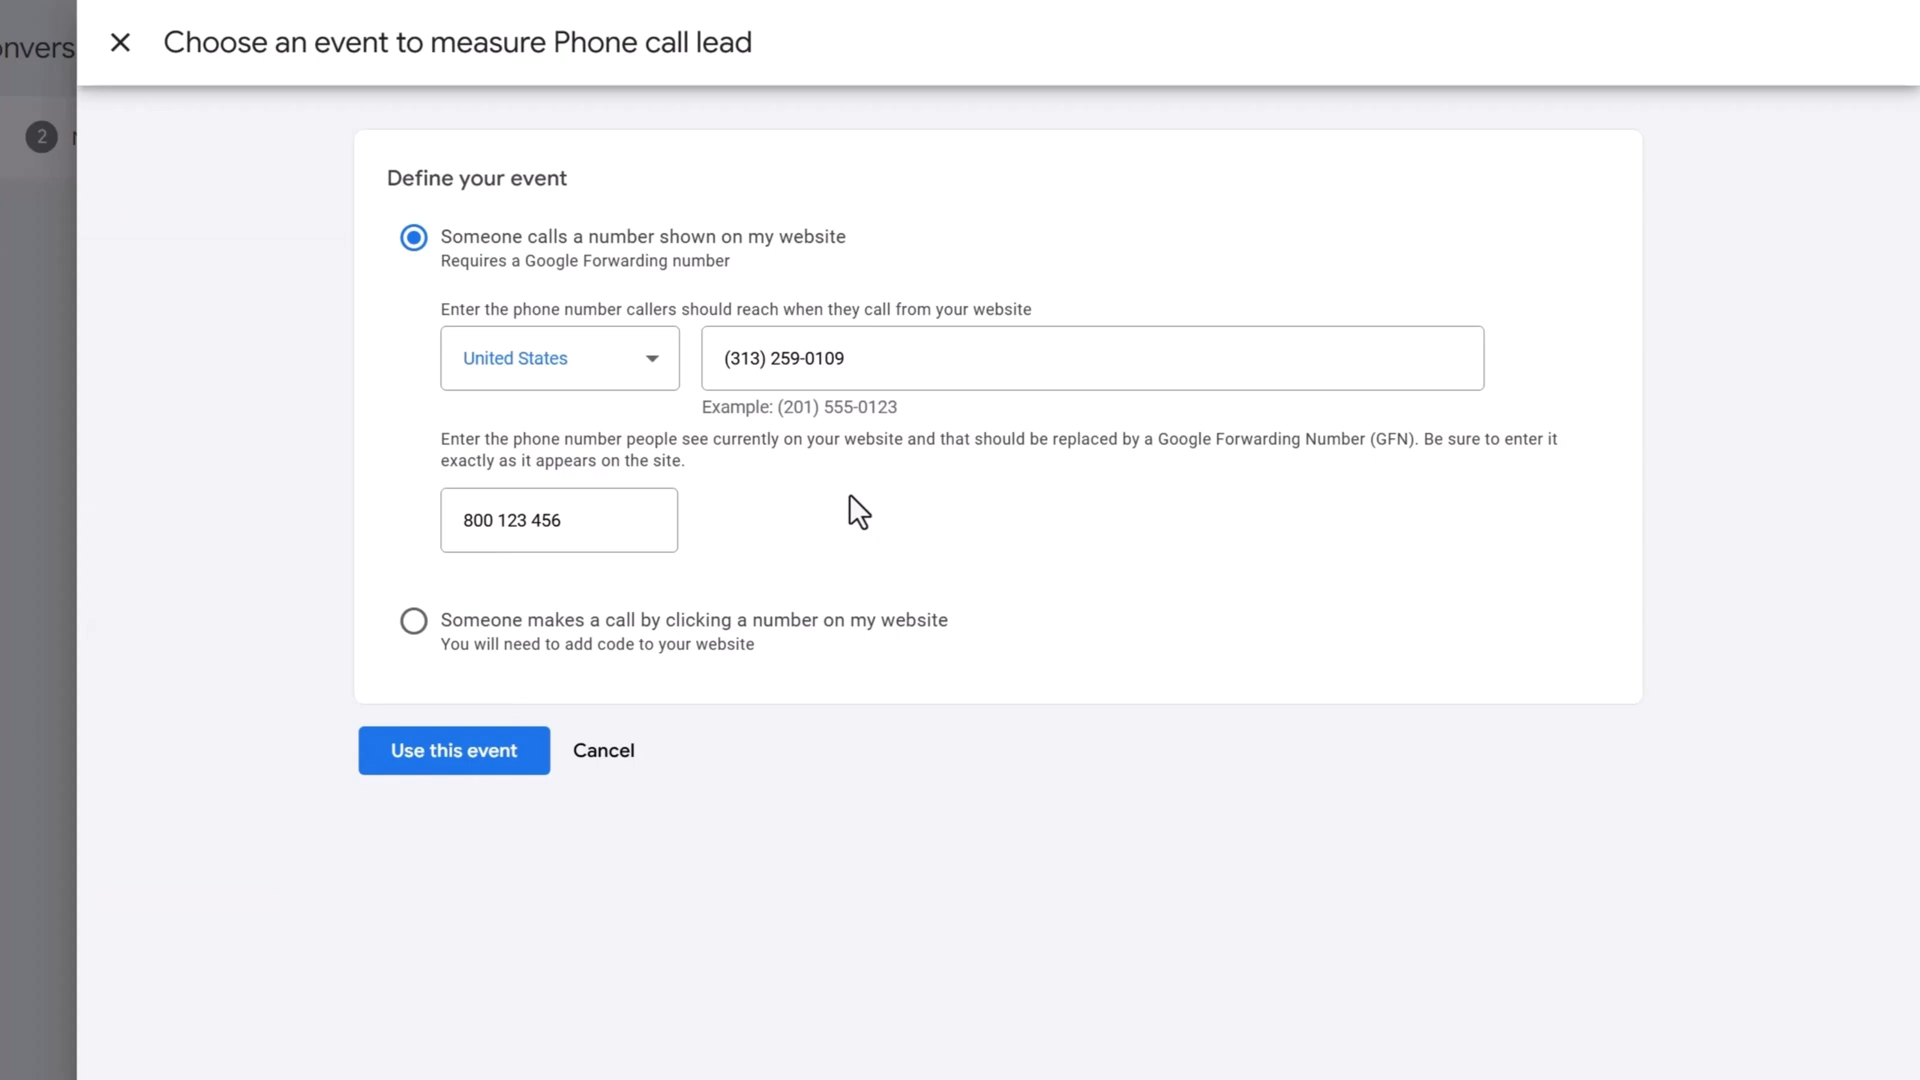 onvers
Choose an event to measure Phone call lead
2
Define your event
Someone calls a number shown on my website
Requires a Google Forwarding number
Enter the phone number callers should reach when they call from your website
United States
(313) 259-0109
Example: (201) 555-0123
Enter the phone number people see currently on your website and that should be replaced by a Google Forwarding Number (GFN). Be sure to enter it
exactly as it appears on the site.
800 123 456
Someone makes a call by clicking a number on my website
You will need to add code to your website
Use this event
Cancel